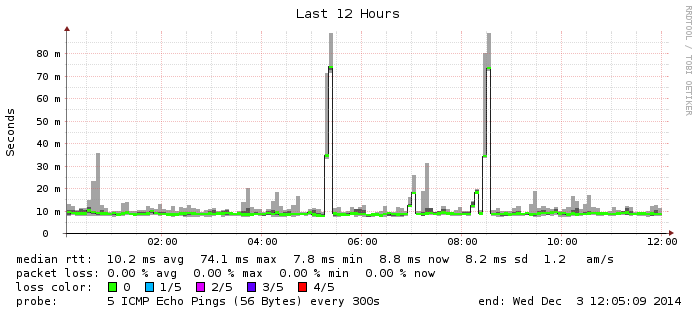 Last 12 Hours
RRDTOOL / TOBI OETIKER
Seconds
80 m
70 m
60 m
50 m
40 m
30 m
20 m
10 m
0
02:00 04:00 06:00 08:00 10:00 12:00
median rtt: 10.2 ms avg 74.1 ms max 7.8 ms min 8.8 ms now 8.2 ms sd 1.2 am/s
packet loss: 0.00 % avg 0.00 % max 0.00 % min 0.00 % now
loss color: 0 1/5 2/5 3/5 4/5
probe: 5 ICMP Echo Pings (56 Bytes) every 300s end: Wed Dec 3 12:05:09 2014